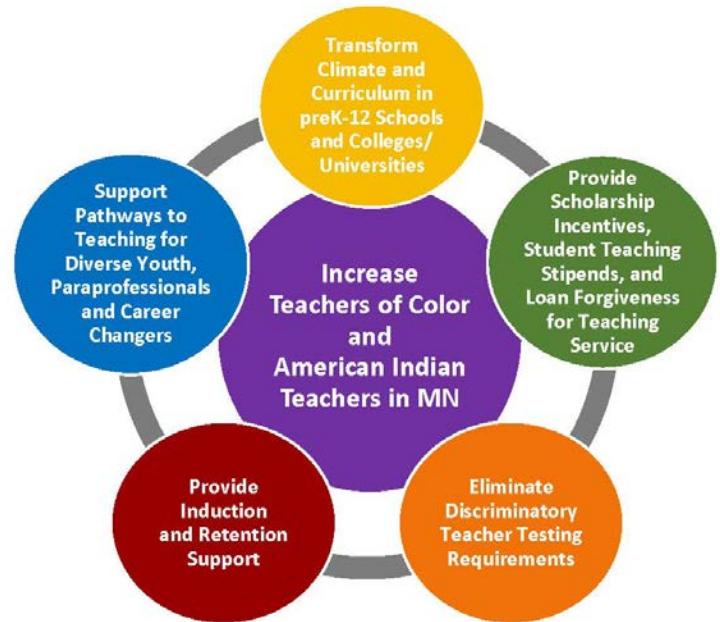 Transform
Climate and
Curriculum in
preK-12 Schools
and Colleges/
Universities
Provide
Scholarship
Incentives,
Student Teaching
Stipends, and
Loan Forgiveness
for Teaching
Service
Eliminate
Discriminatory
Teacher Testing
Requirements
Provide
Induction
and Retention
Support
Support
Pathways to
Teaching for
Diverse Youth,
Paraprofessionals
and Career
Changers
Increase
Teachers of Color
and
American Indian
Teachers in MN